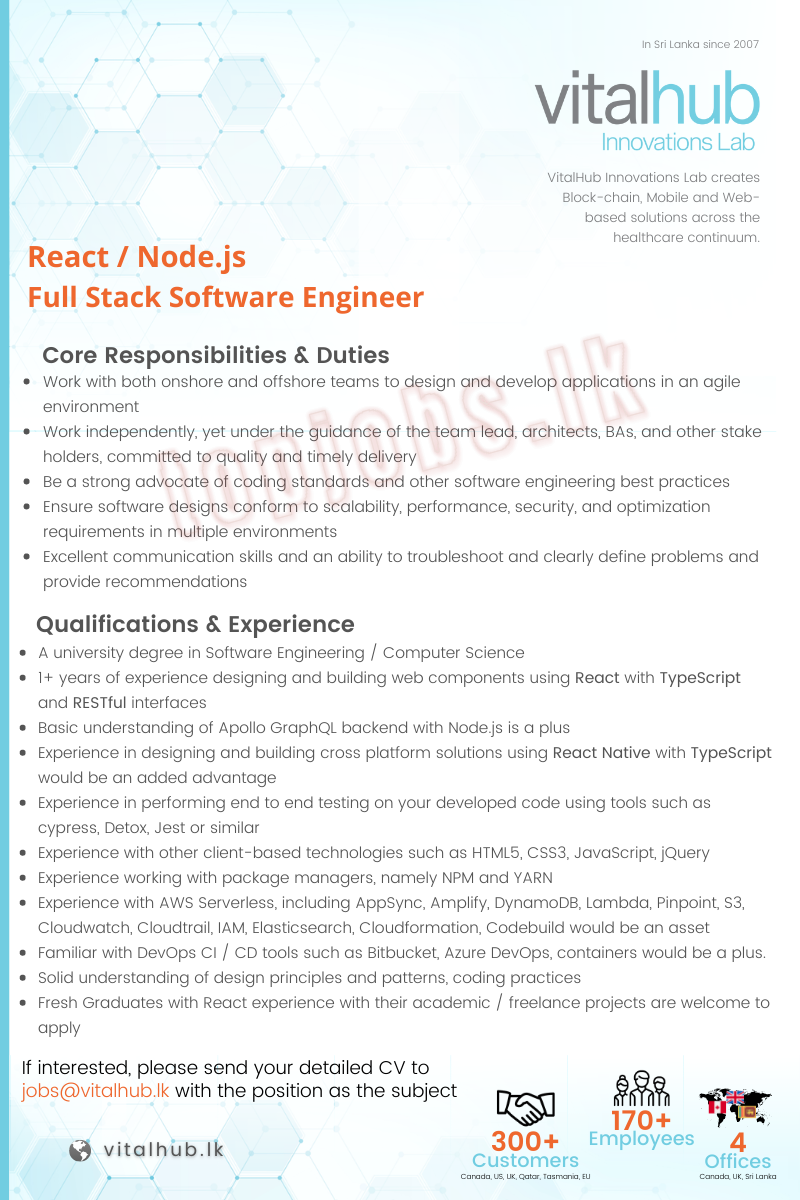 In Sri Lanka since 2007
vitalhub
Innovations Lab
VitalHub Innovations Lab creates
Block-chain, Mobile and Web-
based solutions across the
healthcare continuum.
React / Node.js
Full Stack Software Engineer
Core Responsibilities & Duties
• Work with both onshore and offshore teams to design and develop applications in an agile
environment
• Work independently, yet under the guidance of the team lead, architects, BAs, and other stake
holders, committed to quality and timely delivery
• Be a strong advocate of coding standards and other software engineering best practices
• Ensure software designs conform to scalability, performance, security, and optimization
requirements in multiple environments
• Excellent communication skills and an ability to troubleshoot and clearly define problems and
provide recommendations
topjobs.lk
Qualifications & Experience
• A university degree in Software Engineering / Computer Science
• 1+ years of experience designing and building web components using React with TypeScript
and RESTful interfaces
• Basic understanding of Apollo GraphQL backend with Node.js is a plus
• Experience in designing and building cross platform solutions using React Native with TypeScript
would be an added advantage
• Experience in performing end to end testing on your developed code using tools such as
cypress, Detox, Jest or similar
• Experience with other client-based technologies such as HTML5, CSS3, JavaScript, jQuery
• Experience working with package managers, namely NPM and YARN
• Experience with AWS Serverless, including AppSync, Amplify, DynamoDB, Lambda, Pinpoint, S3,
Cloudwatch, Cloudtrail, IAM, Elasticsearch, Cloudformation, Codebuild would be an asset
• Familiar with DevOps CI / CD tools such as Bitbucket, Azure DevOps, containers would be a plus.
• Solid understanding of design principles and patterns, coding practices
• Fresh Graduates with React experience with their academic / freelance projects are welcome to
apply
If interested, please send your detailed CV to
jobs@vitalhub.lk with the position as the subject
vitalhub.lk
300+
Customers
Canada, US, UK, Qatar, Tasmania, EU
170+
Employees
4
Offices
Canada, UK, Sri Lanka